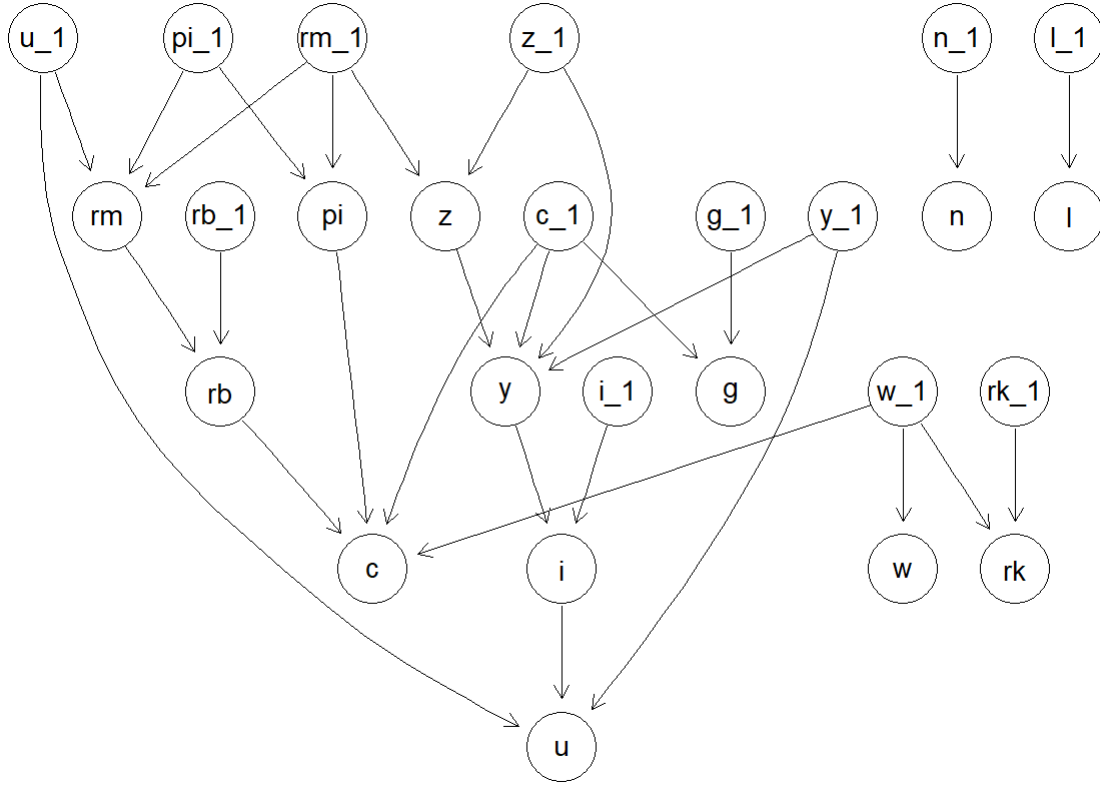 u_1 pi_1 rm_1 z_1 n_1 l_1
rm rb_1 pi z c_1 g_1 y_1 n l
rb y i_1 g w_1 rk_1
c i w rk
u